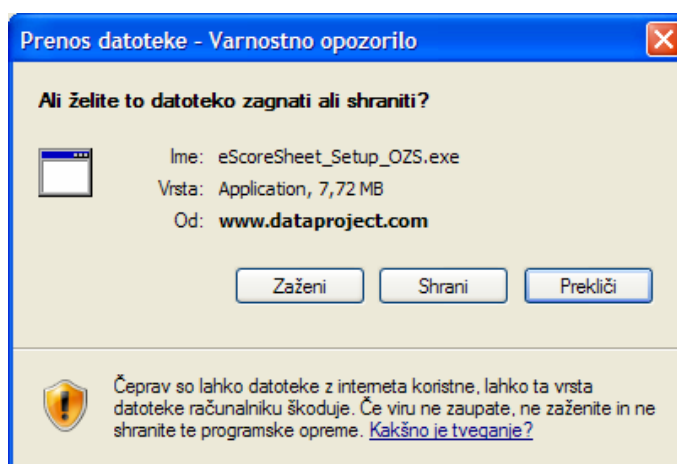 Prenos datoteke - Varnostno opozorilo
Ali želite to datoteko zagnati ali shraniti?
Ime: eScoreSheet_Setup_OZS.exe
Vrsta: Application, 7,72 MB
Od: www.dataproject.com
Zaženi Shrani Prekliči
Čeprav so lahko datoteke z interneta koristne, lahko ta vrsta
datoteke računalniku škoduje. Če viru ne zaupate, ne zaženite in ne
shranite te programske opreme. Kakšno je tveganje?